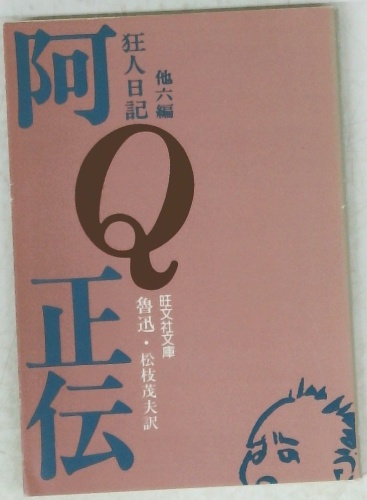 阿Q正伝
狂人日記
他六編
旺文社文庫
魯迅・松枝茂夫訳